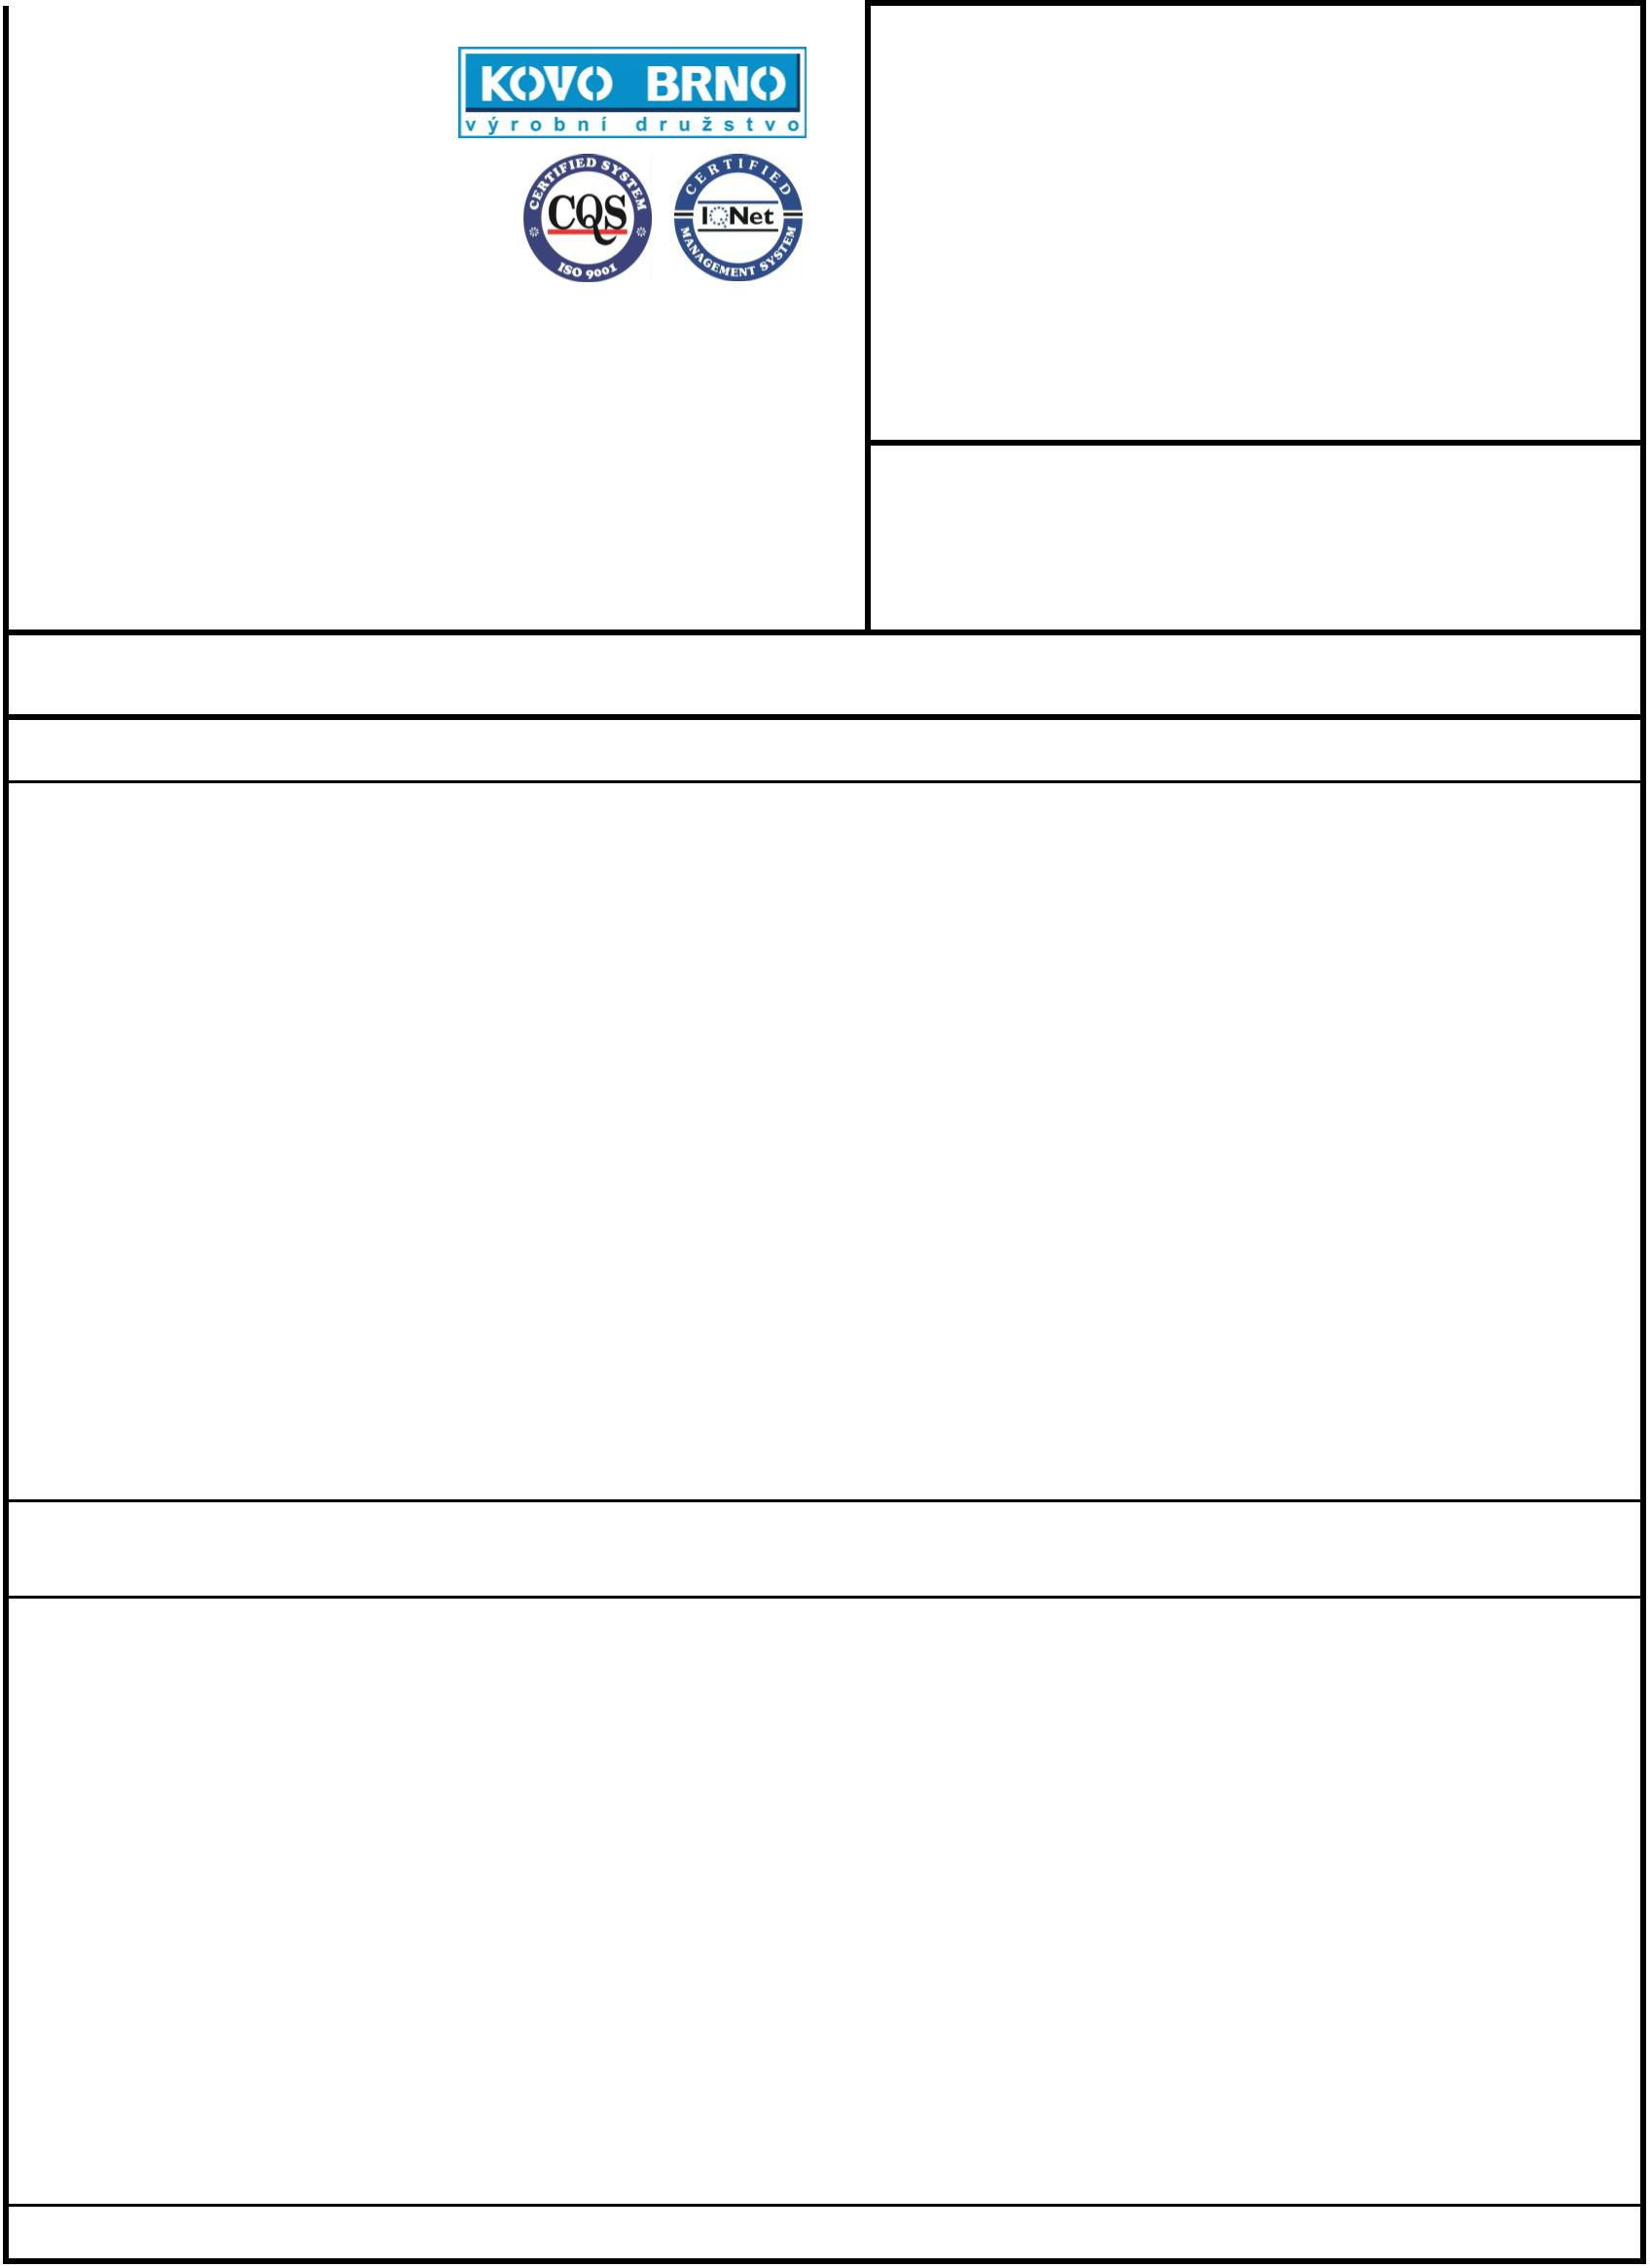 KOVO BRNO
výrobní družstvo
CERTIFIED SYSTEM
CQS
ISO 9001
CERTIFIED
IQNet
MANAGEMENT SYSTEM